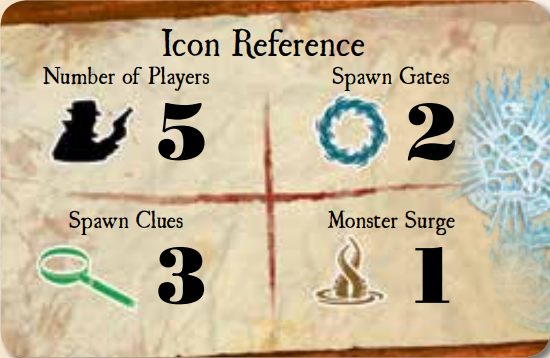 Icon Reference
Number of Players
5
Spawn Gates
2
Spawn Clues
3
Monster Surge
1